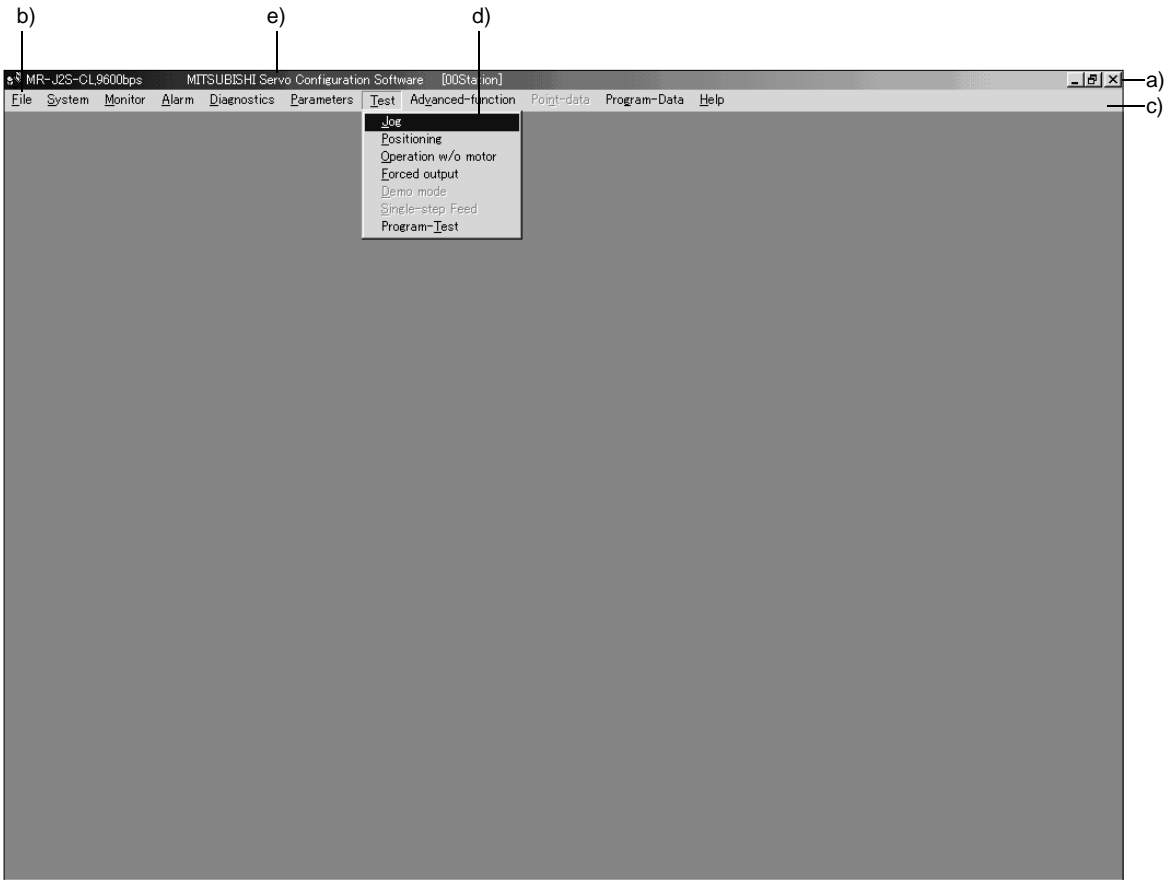 b) e) d)
MR-J2S-CL9600bps MITSUBISHI Servo Configuration Software [00Station]
a)
File System Monitor Alarm Diagnostics Parameters Test Advanced-function Point-data Program-Data Help
c)
Jog
Positioning
Operation w/o motor
Forced output
Demo mode
Single-step Feed
Program-Test